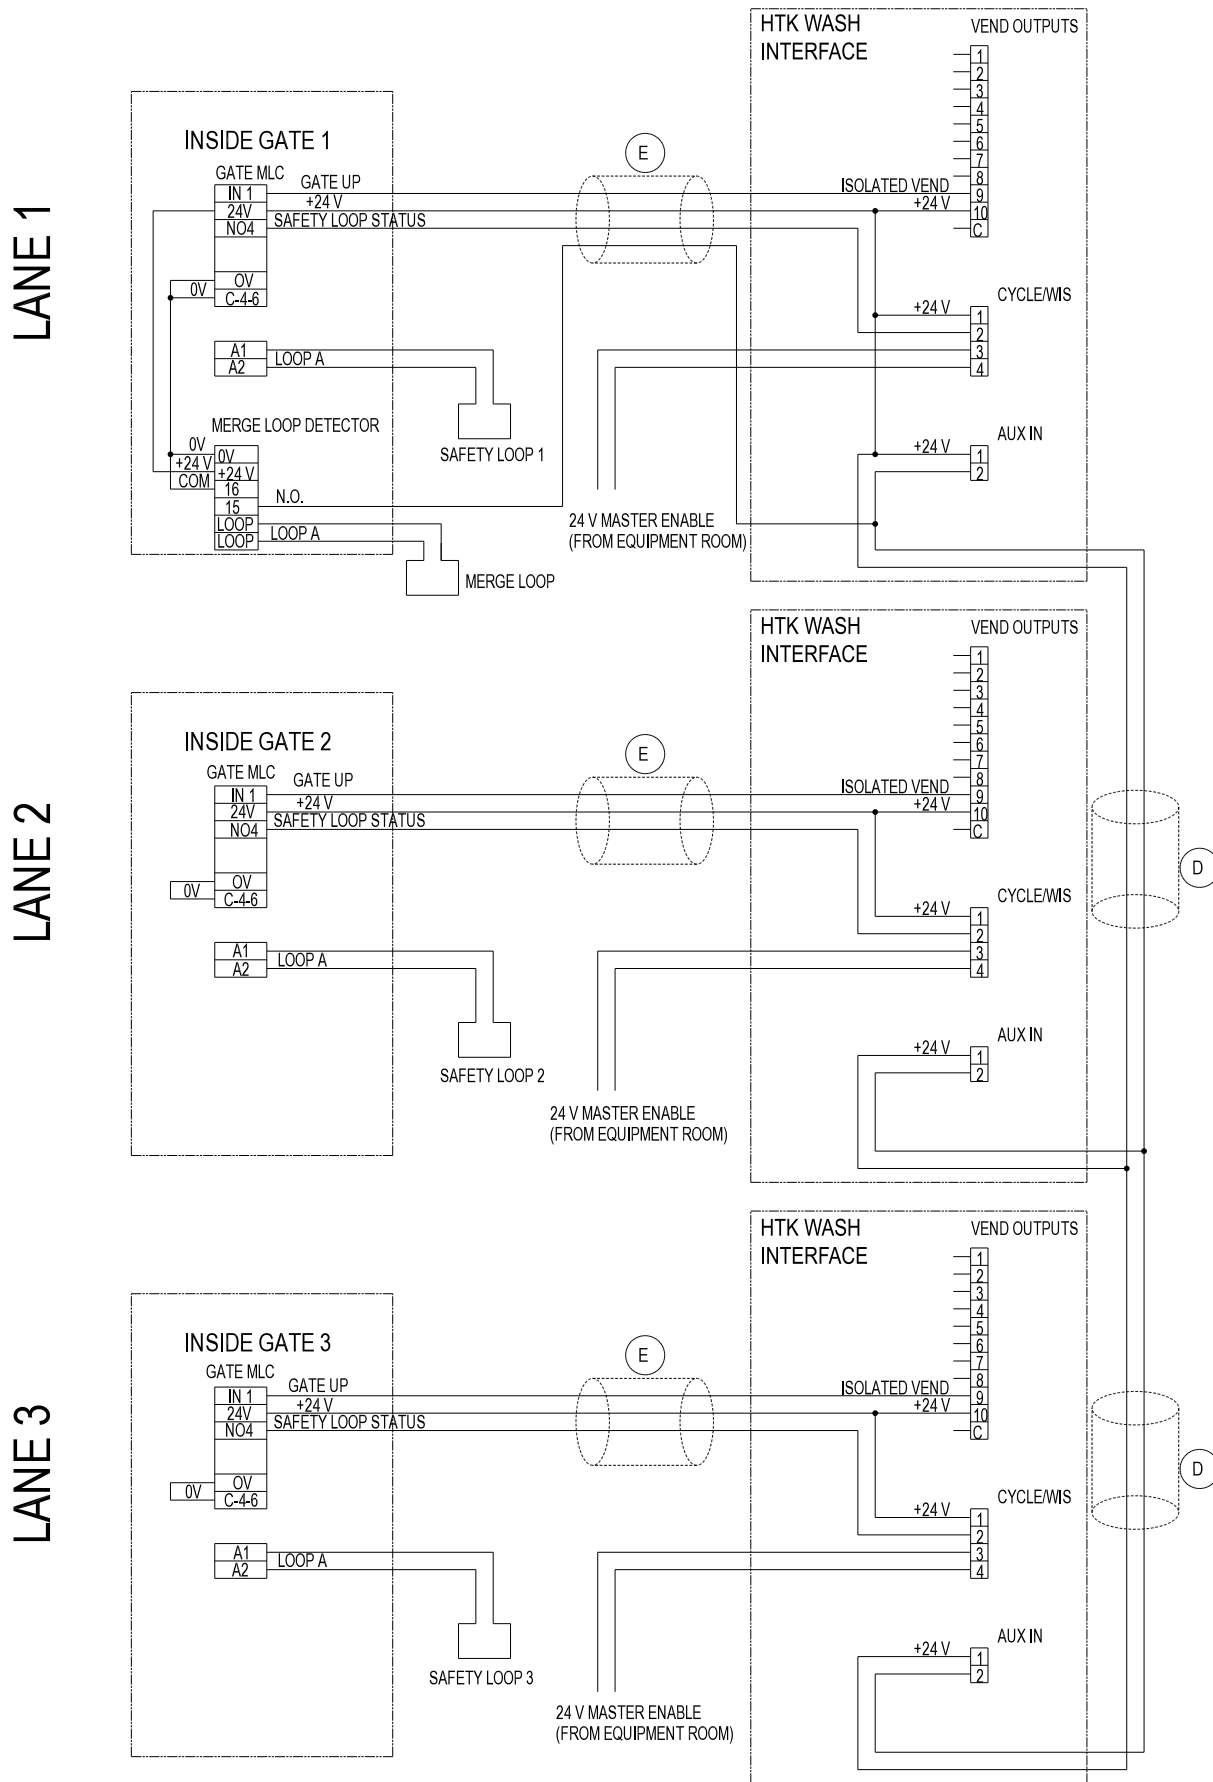 LANE 1
HTK WASH
INTERFACE
VEND OUTPUTS
1
2
3
4
5
6
7
8
9
10
C
INSIDE GATE 1
GATE MLC
IN 1
24V
NO4
OV
C-4-6
0V
GATE UP
+24 V
SAFETY LOOP STATUS
E
ISOLATED VEND
+24 V
CYCLE/WIS
+24 V
1
2
3
4
A1
A2
LOOP A
SAFETY LOOP 1
MERGE LOOP DETECTOR
0V
+24 V
COM
0V
+24 V
16
15
LOOP
LOOP
N.O.
LOOP A
MERGE LOOP
24 V MASTER ENABLE
(FROM EQUIPMENT ROOM)
AUX IN
+24 V
1
2
LANE 2
HTK WASH
INTERFACE
VEND OUTPUTS
1
2
3
4
5
6
7
8
9
10
C
INSIDE GATE 2
GATE MLC
IN 1
24V
NO4
OV
C-4-6
0V
GATE UP
+24 V
SAFETY LOOP STATUS
E
ISOLATED VEND
+24 V
D
CYCLE/WIS
+24 V
1
2
3
4
A1
A2
LOOP A
SAFETY LOOP 2
24 V MASTER ENABLE
(FROM EQUIPMENT ROOM)
AUX IN
+24 V
1
2
LANE 3
HTK WASH
INTERFACE
VEND OUTPUTS
1
2
3
4
5
6
7
8
9
10
C
INSIDE GATE 3
GATE MLC
IN 1
24V
NO4
OV
C-4-6
0V
GATE UP
+24 V
SAFETY LOOP STATUS
E
ISOLATED VEND
+24 V
D
CYCLE/WIS
+24 V
1
2
3
4
A1
A2
LOOP A
SAFETY LOOP 3
24 V MASTER ENABLE
(FROM EQUIPMENT ROOM)
AUX IN
+24 V
1
2